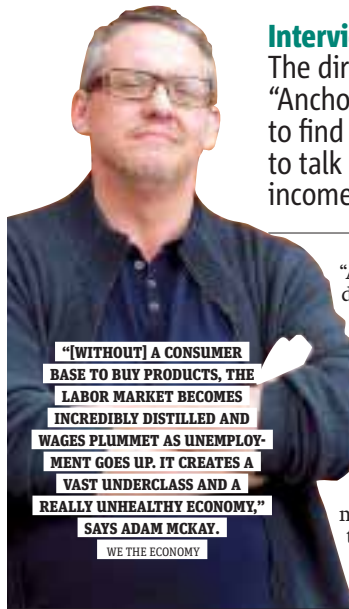 Intervi
The dir
“Ancho
to find
to talk
income
“A
d
“[WITHOUT] A CONSUMER
BASE TO BUY PRODUCTS, THE
LABOR MARKET BECOMES
INCREDIBLY DISTILLED AND
WAGES PLUMMET AS UNEMPLOY-
MENT GOES UP. IT CREATES A
VAST UNDERCLASS AND A
REALLY UNHEALTHY ECONOMY,”
SAYS ADAM MCKAY.
WE THE ECONOMY
n
t